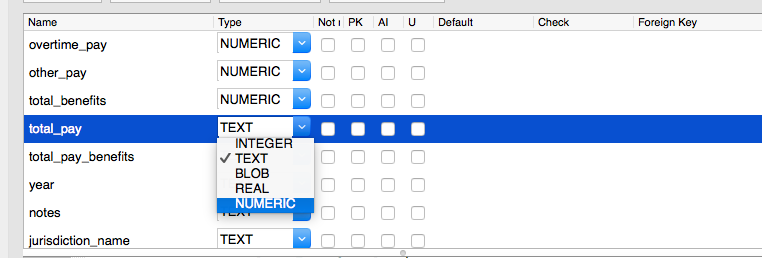 Name Type Not PK AI U Default Check Foreign Key
overtime_pay NUMERIC
other_pay NUMERIC
total_benefits NUMERIC
total_pay TEXT
INTEGER
total_pay_benefits ✓ TEXT
BLOB
year REAL
NUMERIC
notes TEXT
jurisdiction_name TEXT